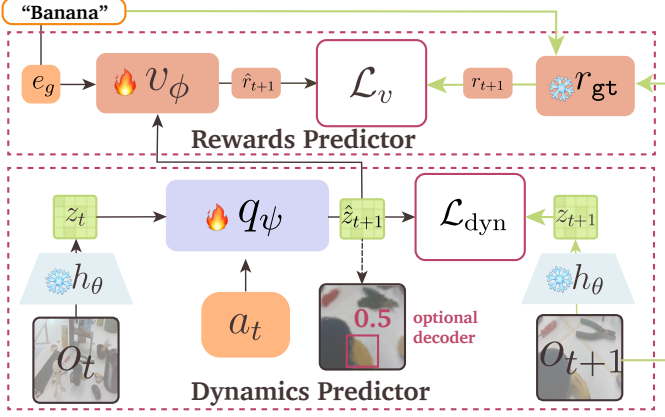 “Banana”
e_g
v_ϕ
r̂_{t+1}
ℒ_v
r_{t+1}
r_gt
Rewards Predictor
z_t
q_ψ
ẑ_{t+1}
ℒ_dyn
z_{t+1}
h_θ
h_θ
a_t
o_t
0.5
optional
decoder
o_{t+1}
Dynamics Predictor